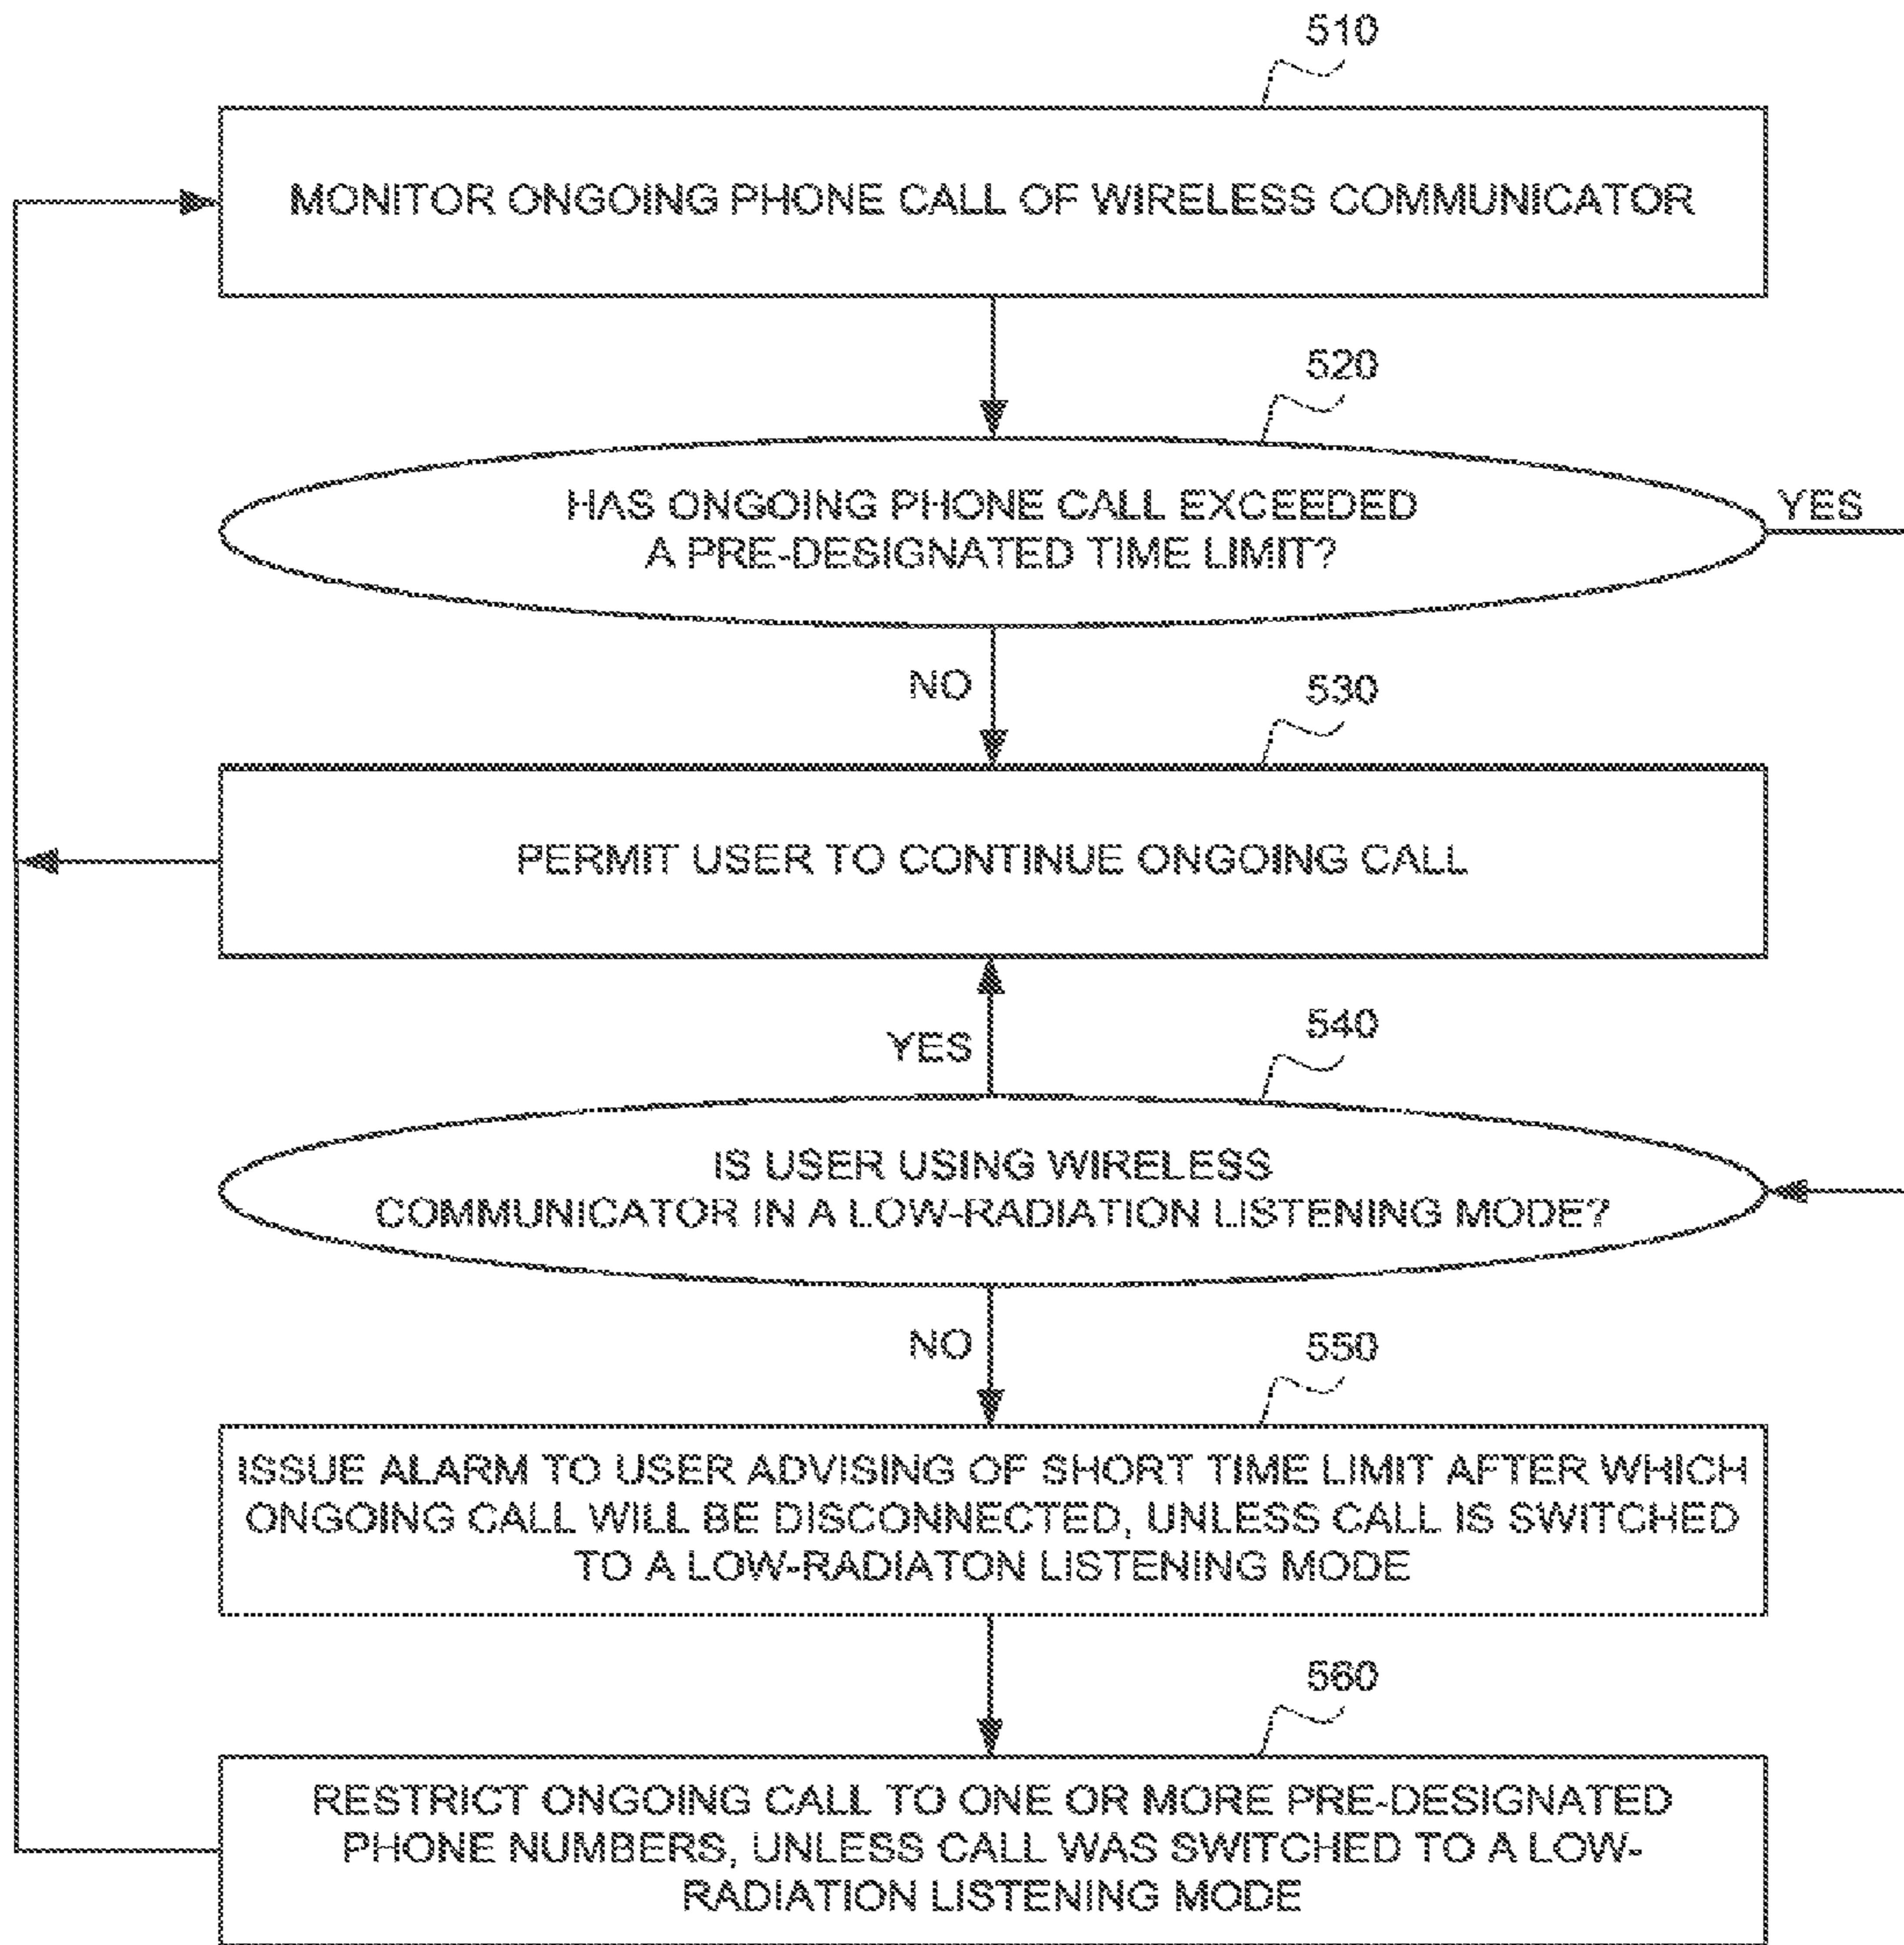 510
MONITOR ONGOING PHONE CALL OF WIRELESS COMMUNICATOR
520
HAS ONGOING PHONE CALL EXCEEDED
A PRE-DESIGNATED TIME LIMIT?
YES
NO
530
PERMIT USER TO CONTINUE ONGOING CALL
YES
540
IS USER USING WIRELESS
COMMUNICATOR IN A LOW-RADIATION LISTENING MODE?
NO
550
ISSUE ALARM TO USER ADVISING OF SHORT TIME LIMIT AFTER WHICH
ONGOING CALL WILL BE DISCONNECTED, UNLESS CALL IS SWITCHED
TO A LOW-RADIATON LISTENING MODE
560
RESTRICT ONGOING CALL TO ONE OR MORE PRE-DESIGNATED
PHONE NUMBERS, UNLESS CALL WAS SWITCHED TO A LOW-
RADIATION LISTENING MODE